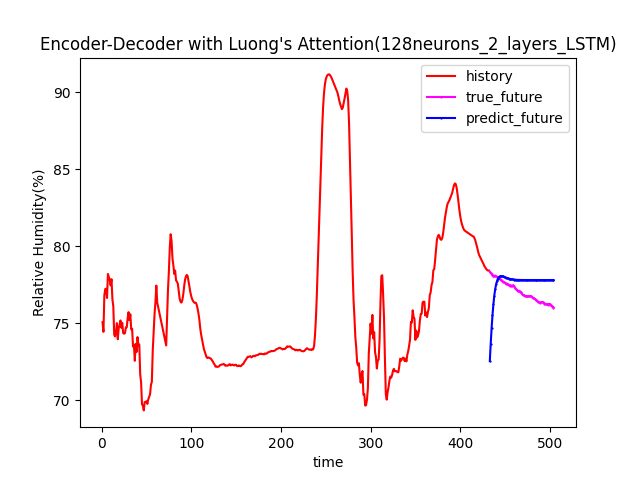 Encoder-Decoder with Luong's Attention(128neurons_2_layers_LSTM)
history
true_future
predict_future
90
85
80
75
70
Relative Humidity(%)
0 100 200 300 400 500
time